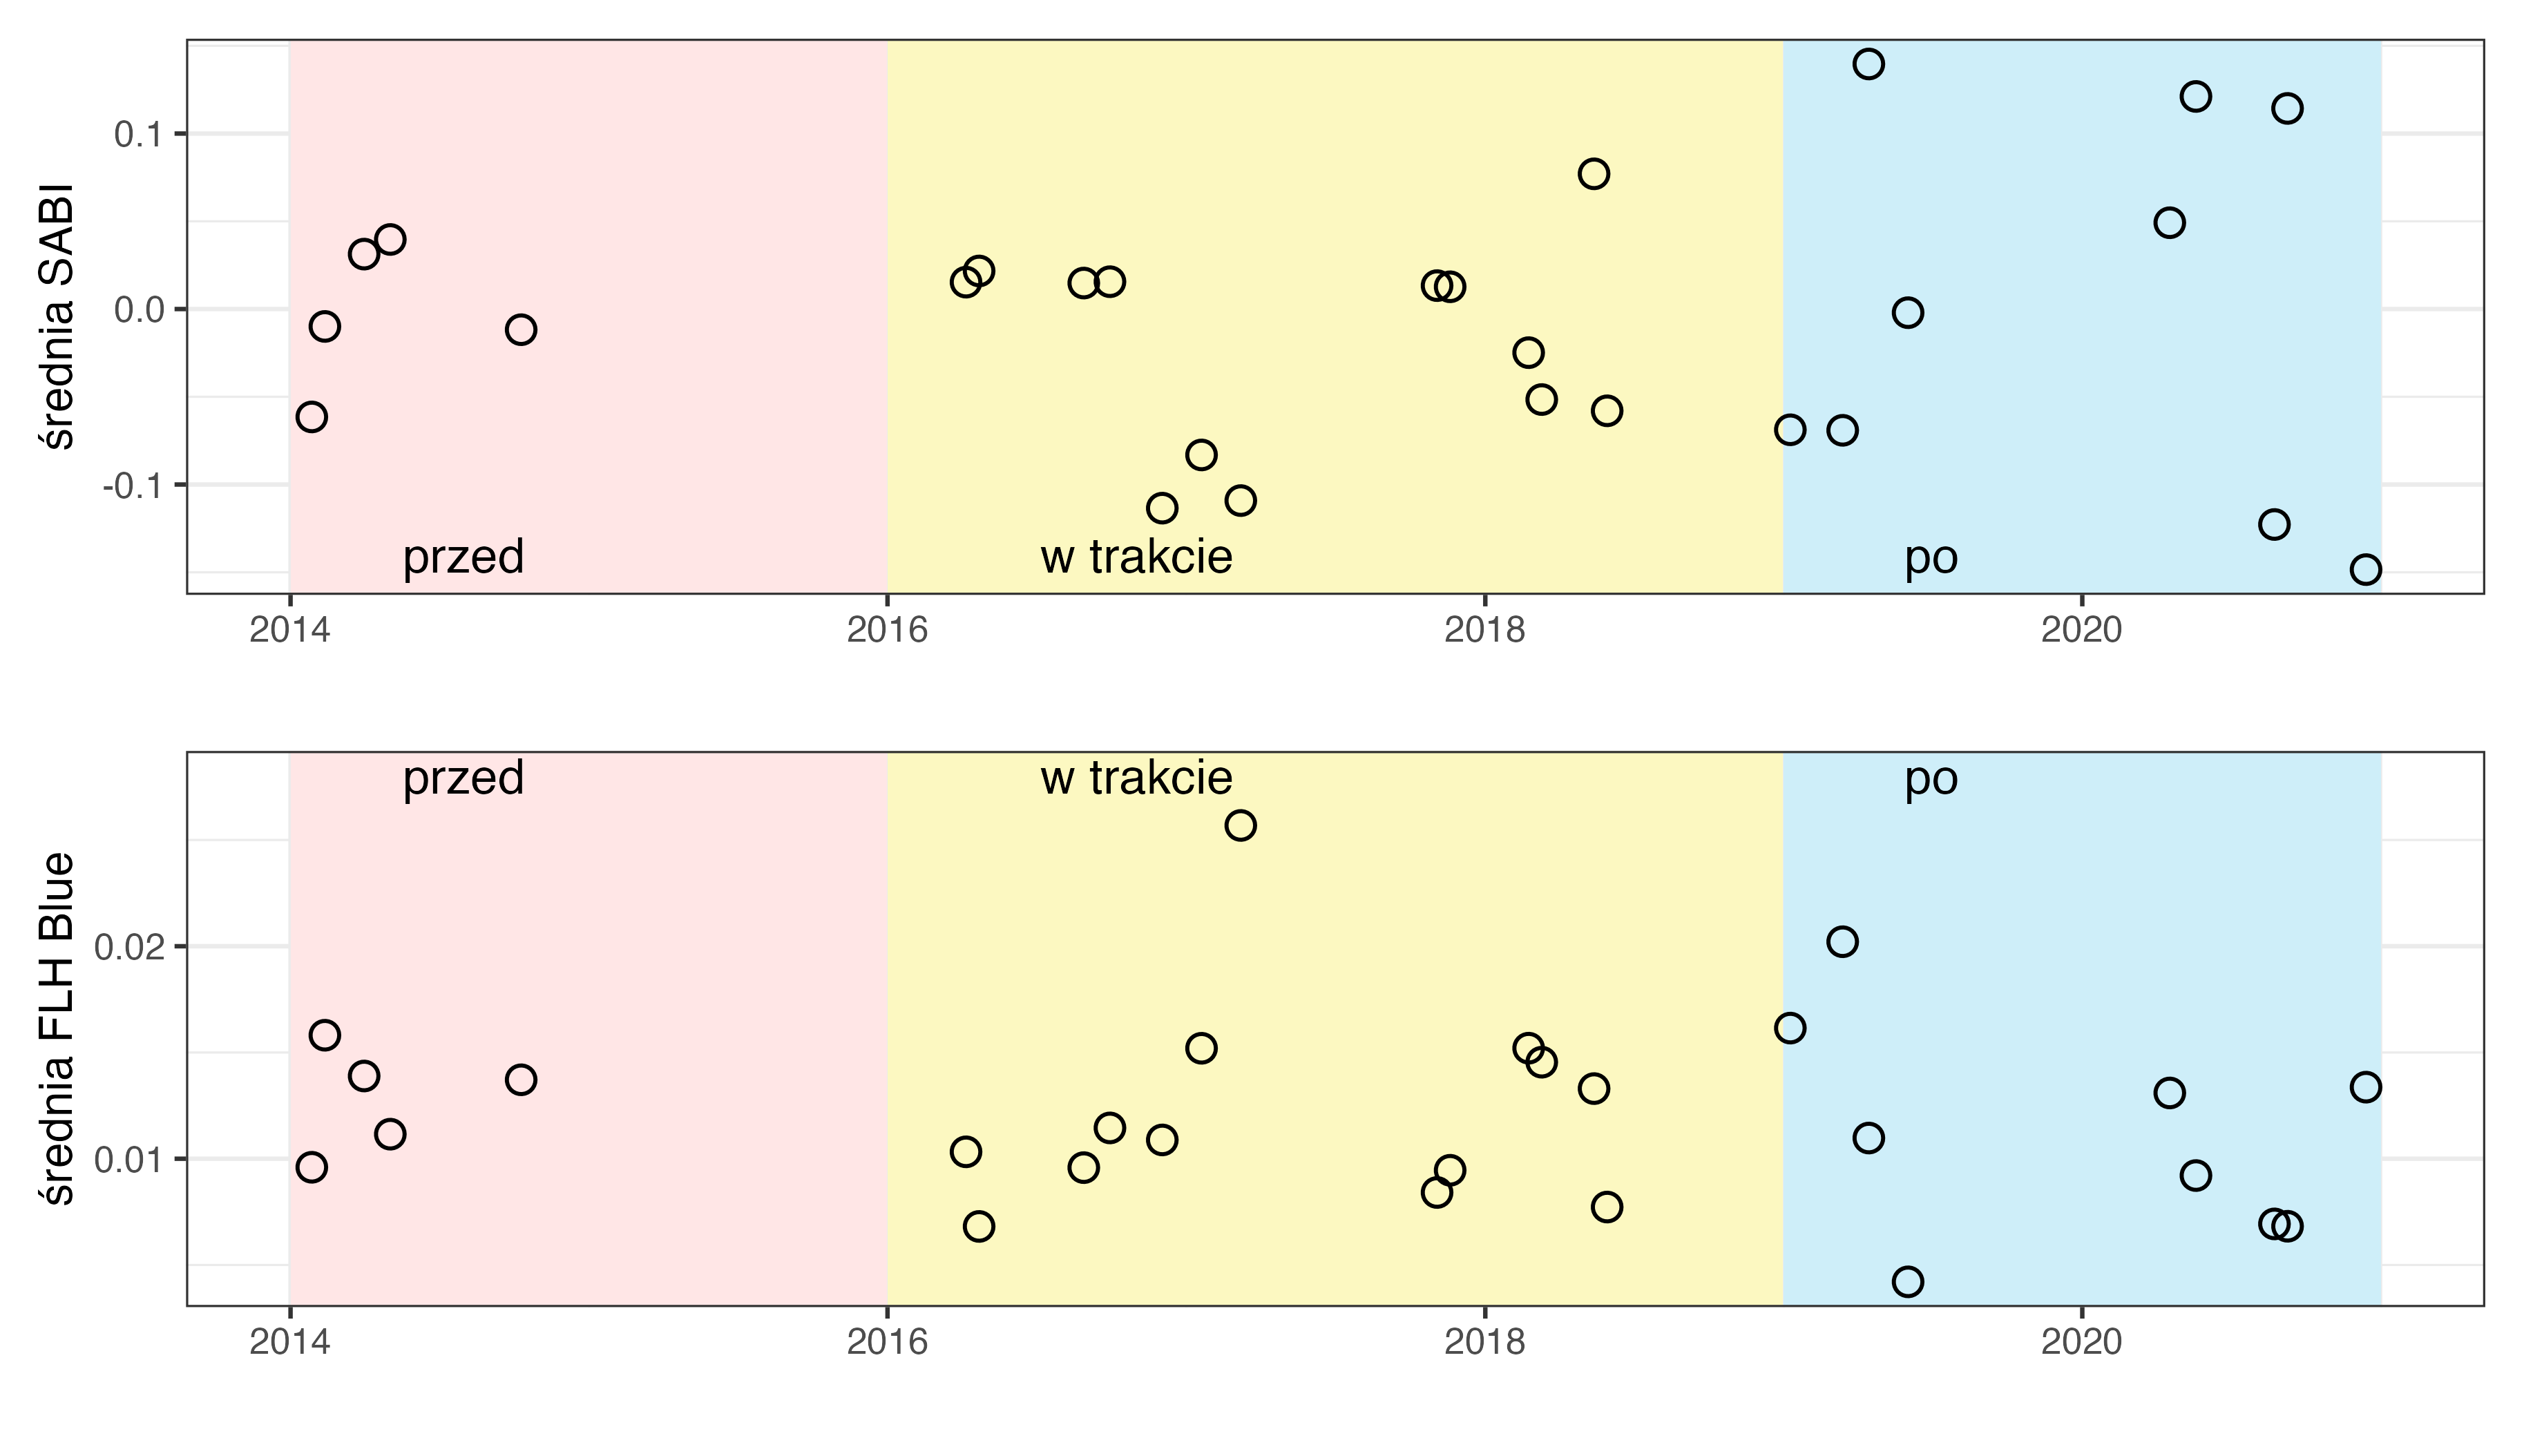 średnia SABI
0.1
0.0
-0.1
przed
w trakcie
po
2014
2016
2018
2020
średnia FLH Blue
przed
w trakcie
po
0.02
0.01
2014
2016
2018
2020